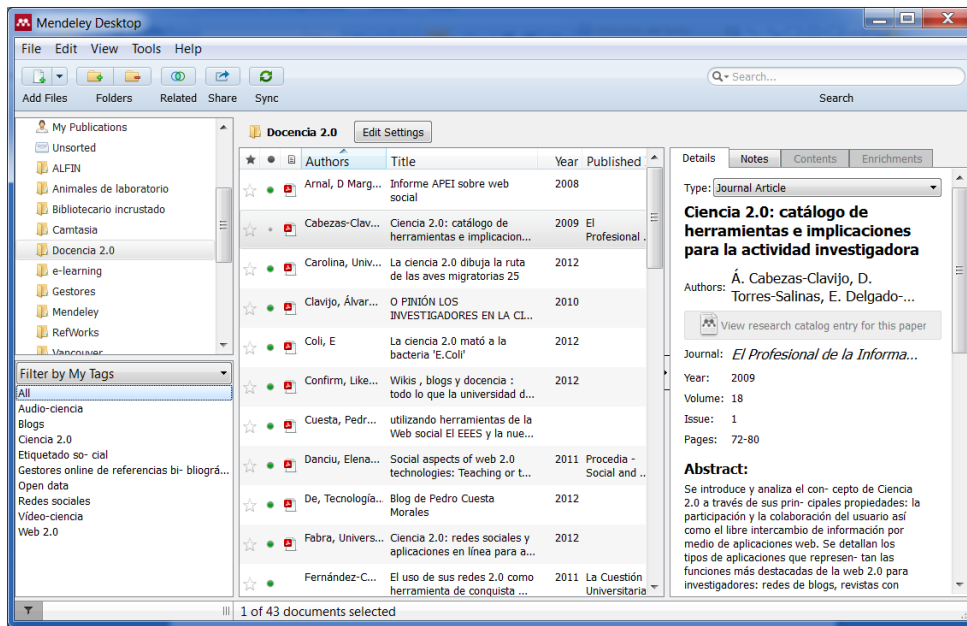 Mendeley Desktop
File Edit View Tools Help
Search...
Add Files Folders Related Share Sync Search
My Publications
Unsorted
ALFIN
Animales de laboratorio
Bibliotecario incrustado
Camtasia
Docencia 2.0
e-learning
Gestores
Mendeley
RefWorks
Vancouver
Filter by My Tags
All
Audio-ciencia
Blogs
Ciencia 2.0
Etiquetado so- cial
Gestores online de referencias bi- bliográ...
Open data
Redes sociales
Vídeo-ciencia
Web 2.0
Docencia 2.0 Edit Settings
Authors Title Year Published
Arnal, D Marg... Informe APEI sobre web 2008
social
Cabezas-Clav... Ciencia 2.0: catálogo de 2009 El
herramientas e implicacion... Profesional .
Carolina, Univ... La ciencia 2.0 dibuja la ruta 2012
de las aves migratorias 25
Clavijo, Álvar... O PINIÓN LOS 2010
INVESTIGADORES EN LA CI...
Coli, E La ciencia 2.0 mató a la 2012
bacteria 'E.Coli'
Confirm, Like... Wikis , blogs y docencia : 2012
todo lo que la universidad d...
Cuesta, Pedr... utilizando herramientas de la
Web social El EEES y la nue...
Danciu, Elena... Social aspects of web 2.0 2011 Procedia -
technologies: Teaching or t... Social and ..
De, Tecnología... Blog de Pedro Cuesta 2012
Morales
Fabra, Univers... Ciencia 2.0: redes sociales y 2012
aplicaciones en línea para a...
Fernández-C... El uso de sus redes 2.0 como 2011 La Cuestión
herramienta de conquista ... Universitaria
Details Notes Contents Enrichments
Type: Journal Article
Ciencia 2.0: catálogo de
herramientas e implicaciones
para la actividad investigadora
Authors: Á. Cabezas-Clavijo, D.
Torres-Salinas, E. Delgado-...
View research catalog entry for this paper
Journal: El Profesional de la Informa...
Year: 2009
Volume: 18
Issue: 1
Pages: 72-80
Abstract:
Se introduce y analiza el con- cepto de Ciencia
2.0 a través de sus prin- cipales propiedades: la
participación y la colaboración del usuario así
como el libre intercambio de información por
medio de aplicaciones web. Se detallan los
tipos de aplicaciones que represen- tan las
funciones más destacadas de la web 2.0 para
investigadores: redes de blogs, revistas con
1 of 43 documents selected